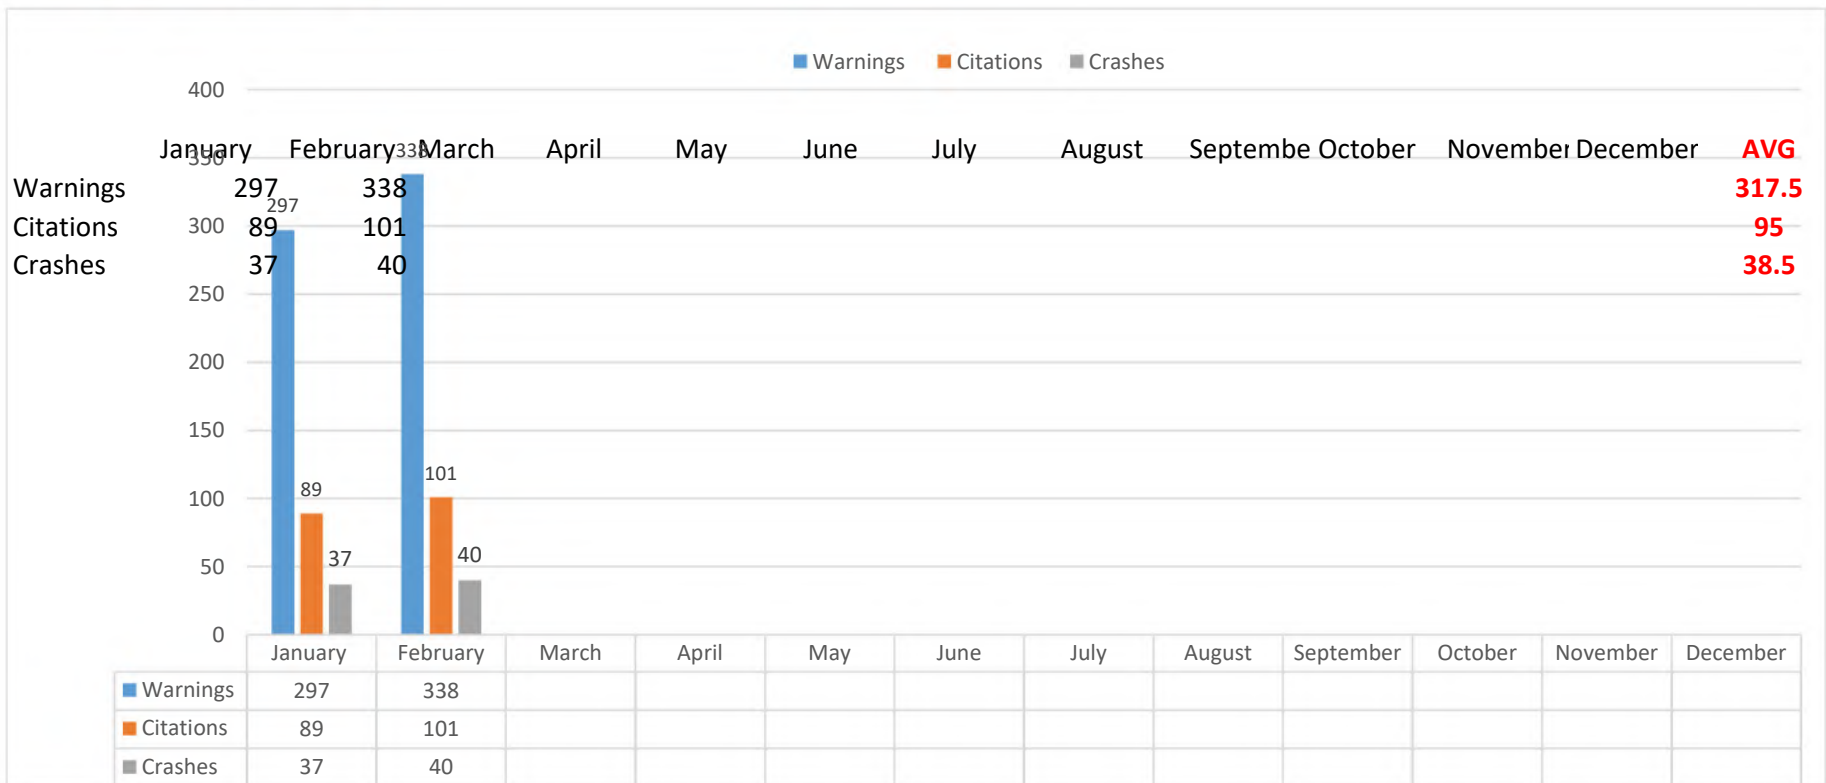 Warnings Citations Crashes
400
January February March April May June July August Septembe October November December AVG
350 338
Warnings 297 338 317.5
297
Citations 89 101 95
300
Crashes 37 40 38.5
250
200
150
101
100 89
50 37 40
0
January February March April May June July August September October November December
Warnings 297 338
Citations 89 101
Crashes 37 40